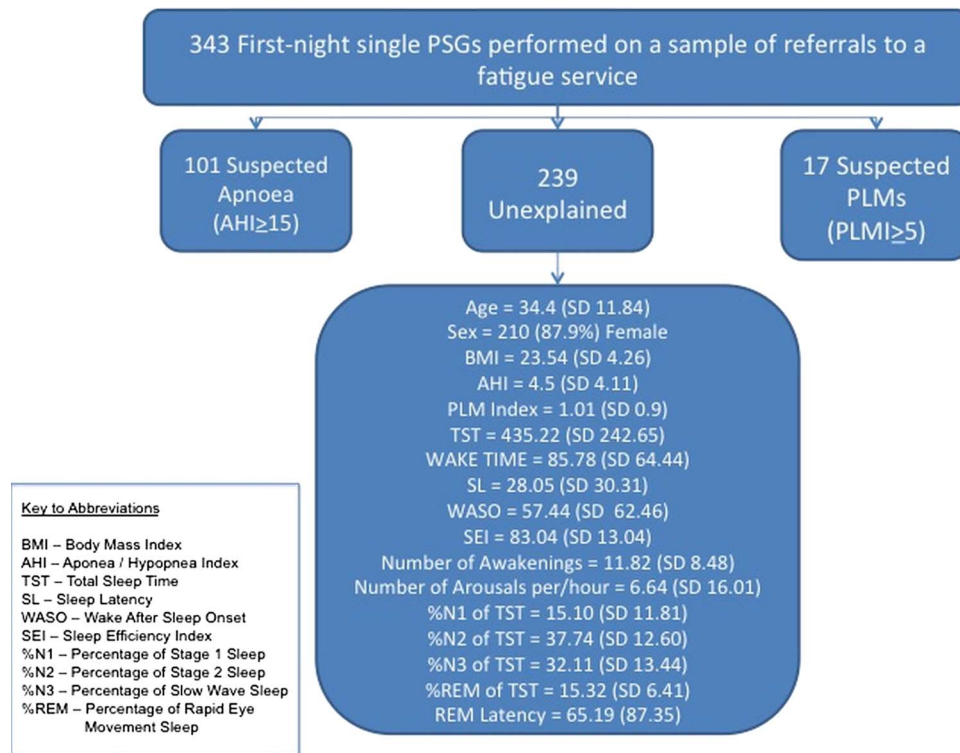 343 First-night single PSGs performed on a sample of referrals to a
fatigue service
101 Suspected
Apnoea
(AHI≥15)
239
Unexplained
17 Suspected
PLMs
(PLMI≥5)
Age = 34.4 (SD 11.84)
Sex = 210 (87.9%) Female
BMI = 23.54 (SD 4.26)
AHI = 4.5 (SD 4.11)
PLM Index = 1.01 (SD 0.9)
TST = 435.22 (SD 242.65)
WAKE TIME = 85.78 (SD 64.44)
SL = 28.05 (SD 30.31)
WASO = 57.44 (SD 62.46)
SEI = 83.04 (SD 13.04)
Number of Awakenings = 11.82 (SD 8.48)
Number of Arousals per/hour = 6.64 (SD 16.01)
%N1 of TST = 15.10 (SD 11.81)
%N2 of TST = 37.74 (SD 12.60)
%N3 of TST = 32.11 (SD 13.44)
%REM of TST = 15.32 (SD 6.41)
REM Latency = 65.19 (87.35)
Key to Abbreviations
BMI – Body Mass Index
AHI – Aponea / Hypopnea Index
TST – Total Sleep Time
SL – Sleep Latency
WASO – Wake After Sleep Onset
SEI – Sleep Efficiency Index
%N1 – Percentage of Stage 1 Sleep
%N2 – Percentage of Stage 2 Sleep
%N3 – Percentage of Slow Wave Sleep
%REM – Percentage of Rapid Eye
Movement Sleep